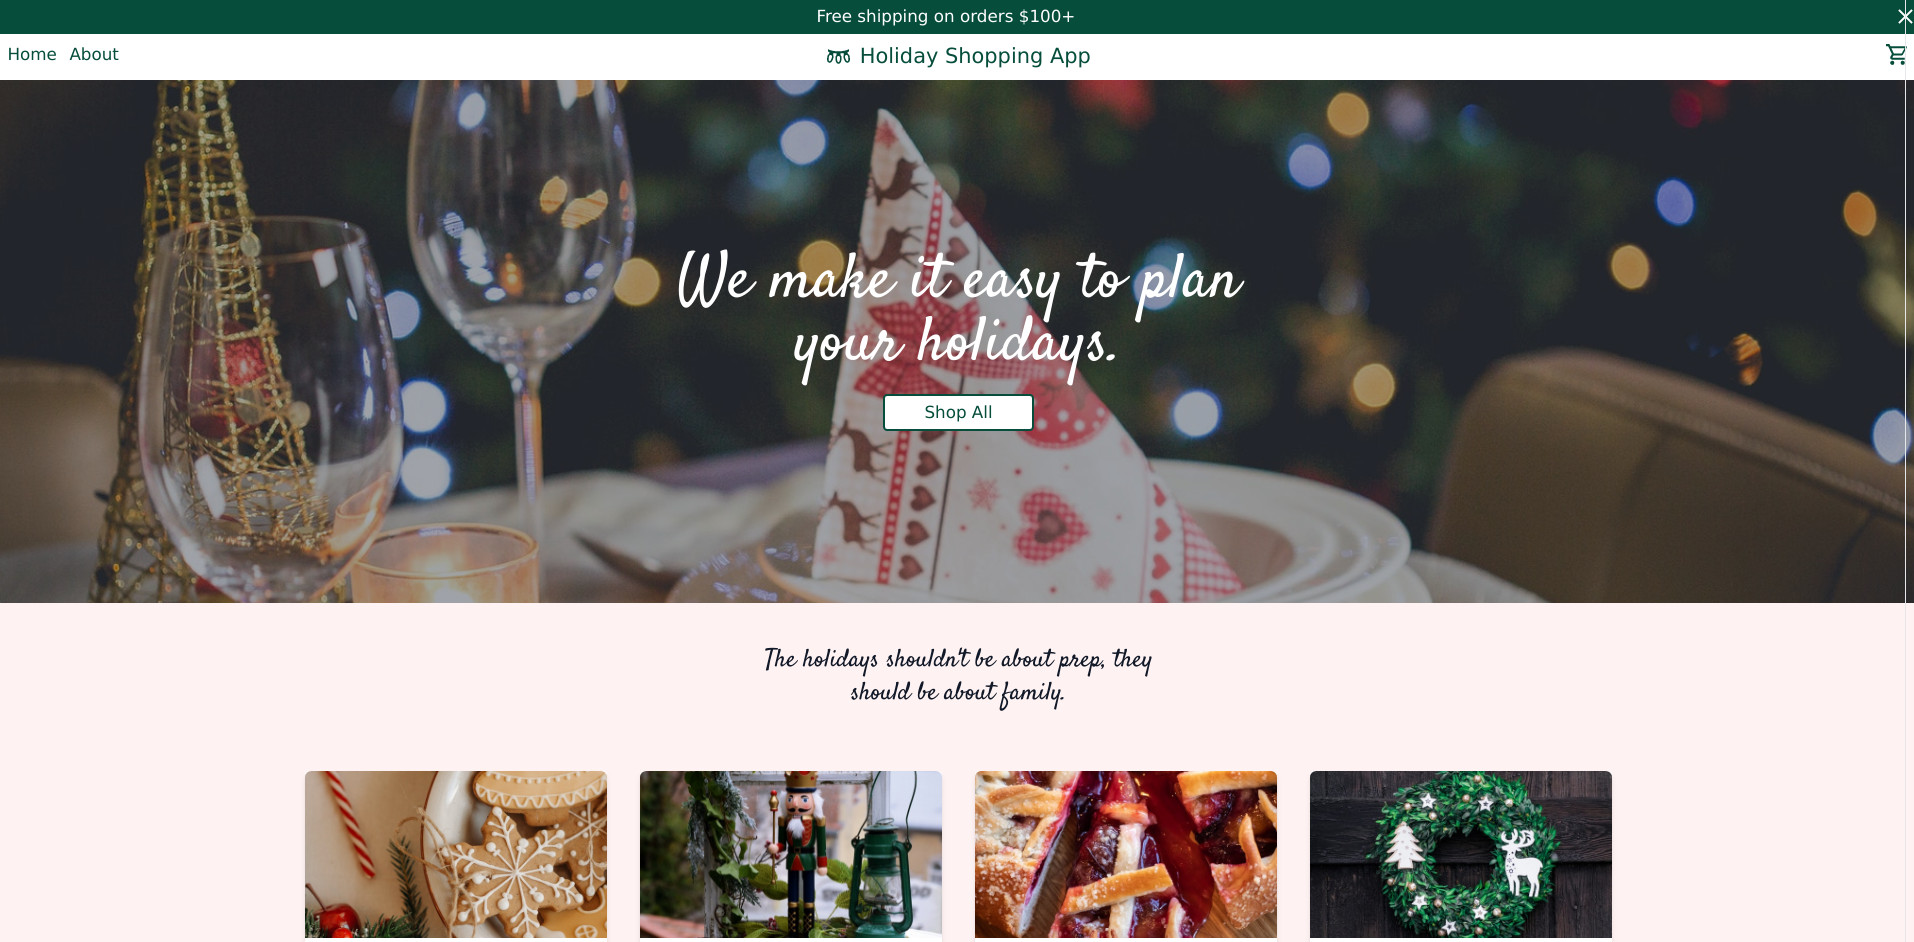 Free shipping on orders $100+
Home About
Holiday Shopping App
We make it easy to plan
your holidays.
Shop All
The holidays shouldn't be about prep, they
should be about family.